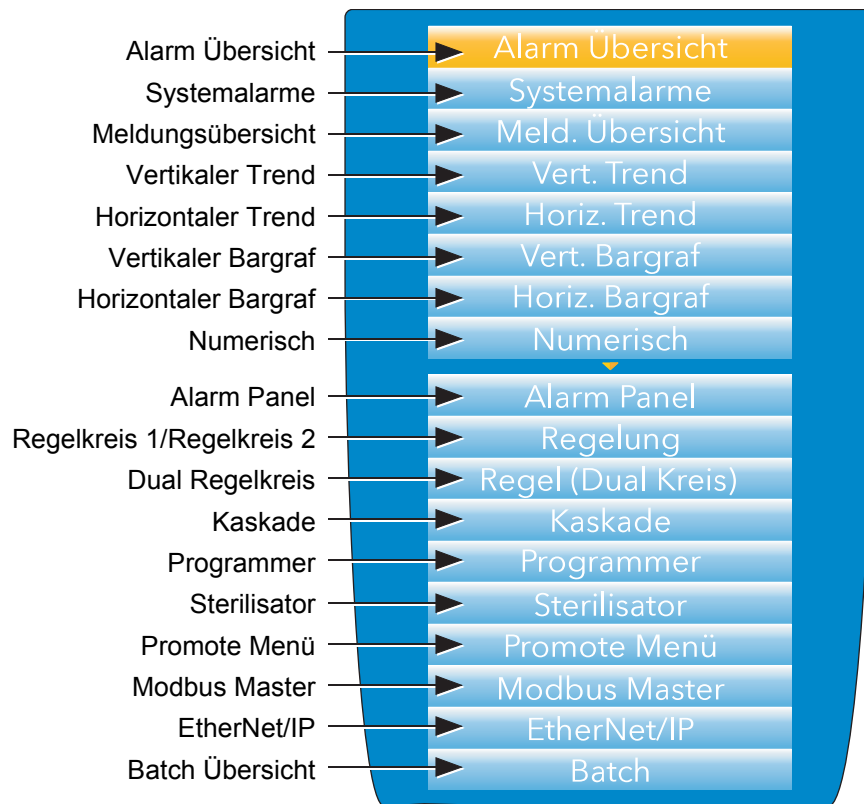 Alarm Übersicht Alarm Übersicht
Systemalarme Systemalarme
Meldungsübersicht Meld. Übersicht
Vertikaler Trend Vert. Trend
Horizontaler Trend Horiz. Trend
Vertikaler Bargraf Vert. Bargraf
Horizontaler Bargraf Horiz. Bargraf
Numerisch Numerisch
Alarm Panel Alarm Panel
Regelkreis 1/Regelkreis 2 Regelung
Dual Regelkreis Regel (Dual Kreis)
Kaskade Kaskade
Programmer Programmer
Sterilisator Sterilisator
Promote Menü Promote Menü
Modbus Master Modbus Master
EtherNet/IP EtherNet/IP
Batch Übersicht Batch